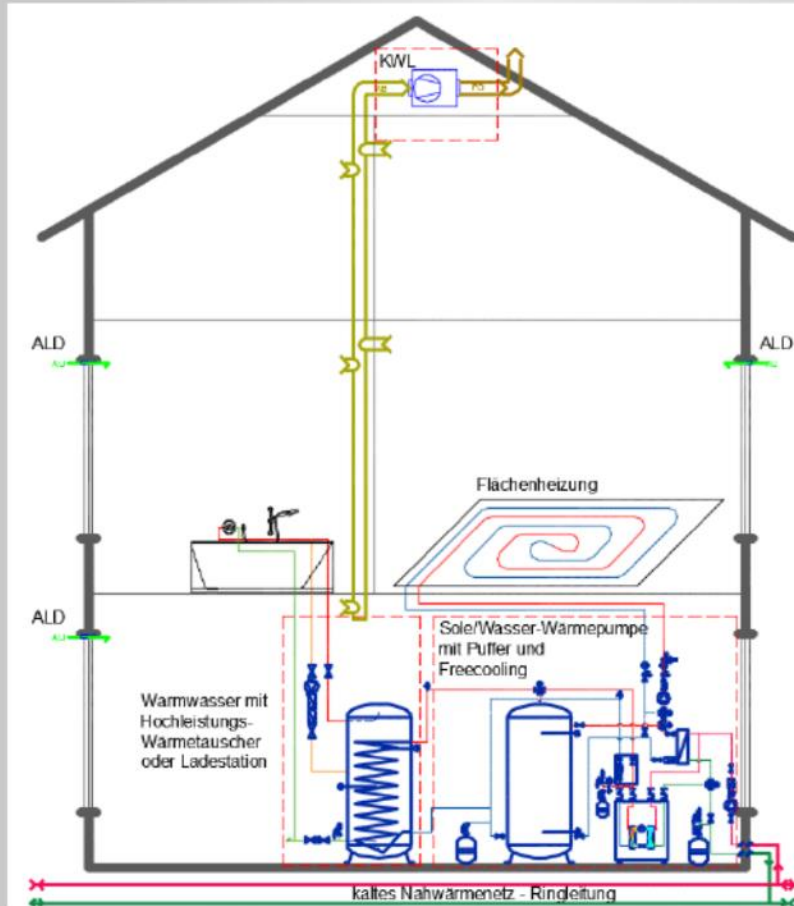 KWL
ALD
ALD
Flächenheizung
ALD
Sole/Wasser-Wärmepumpe
mit Puffer und
Freecooling
Warmwasser mit
Hochleistungs-
Wärmetauscher
oder Ladestation
kaltes Nahwärmenetz - Ringleitung